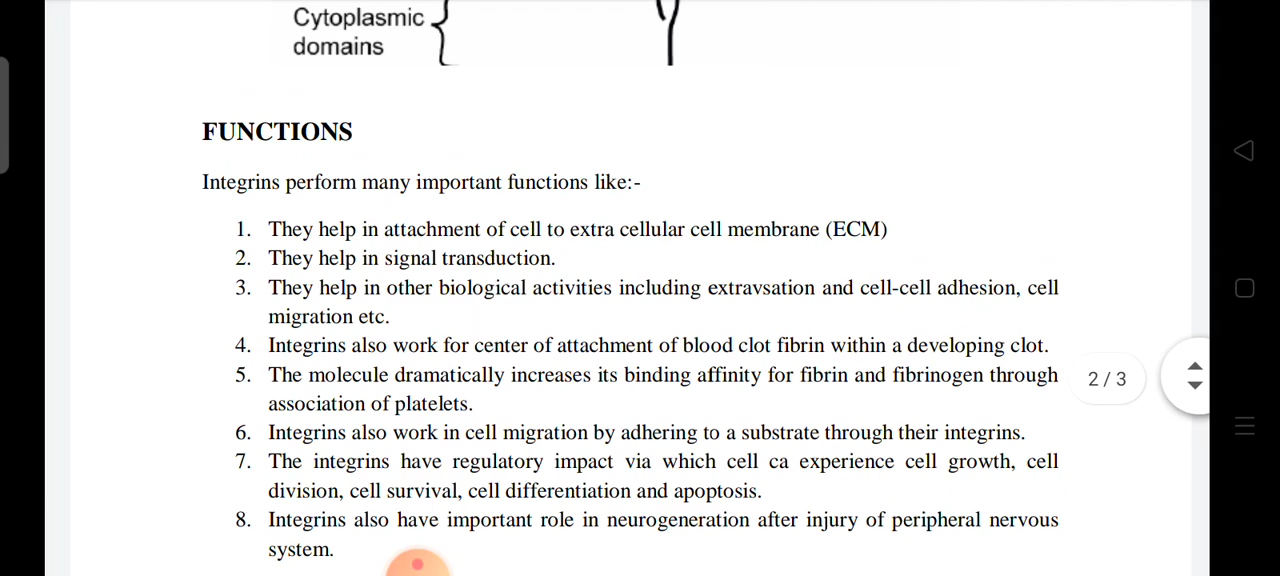 Cytoplasmic
domains
FUNCTIONS
Integrins perform many important functions like:-
1. They help in attachment of cell to extra cellular cell membrane (ECM)
2. They help in signal transduction.
3. They help in other biological activities including extravsation and cell-cell adhesion, cell
migration etc.
4. Integrins also work for center of attachment of blood clot fibrin within a developing clot.
5. The molecule dramatically increases its binding affinity for fibrin and fibrinogen through
association of platelets.
6. Integrins also work in cell migration by adhering to a substrate through their integrins.
7. The integrins have regulatory impact via which cell ca experience cell growth, cell
division, cell survival, cell differentiation and apoptosis.
8. Integrins also have important role in neurogeneration after injury of peripheral nervous
system.
2 / 3